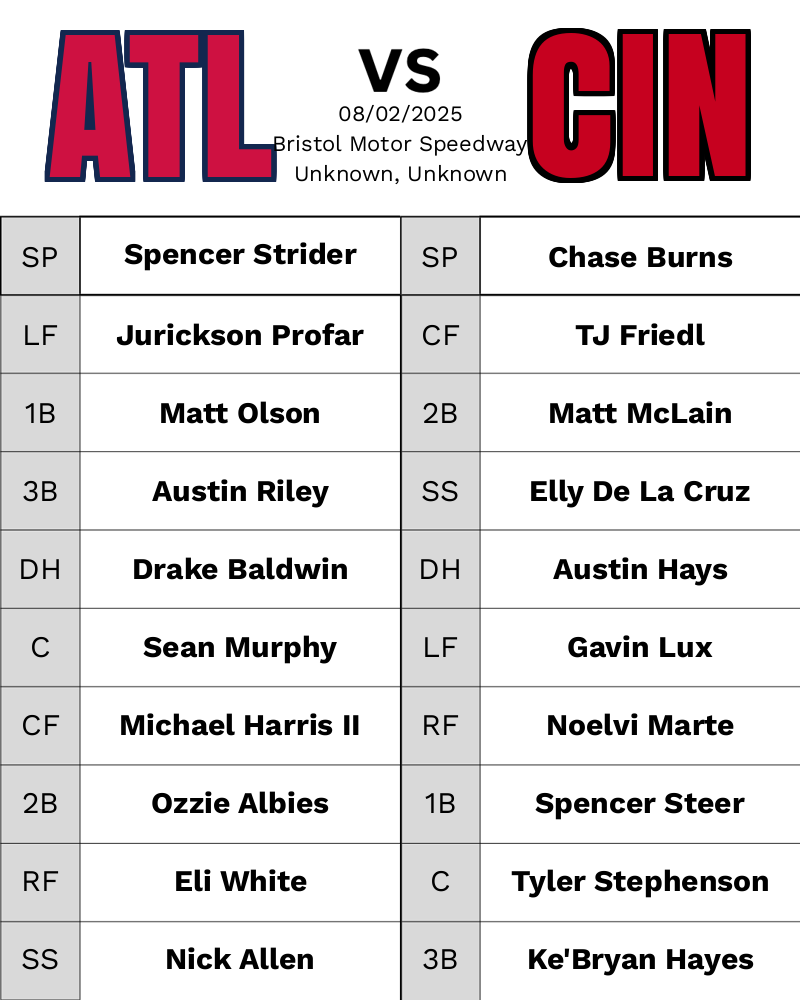 ATL VS CIN
08/02/2025
Bristol Motor Speedway
Unknown, Unknown
SP Spencer Strider SP Chase Burns
LF Jurickson Profar CF TJ Friedl
1B Matt Olson 2B Matt McLain
3B Austin Riley SS Elly De La Cruz
DH Drake Baldwin DH Austin Hays
C Sean Murphy LF Gavin Lux
CF Michael Harris II RF Noelvi Marte
2B Ozzie Albies 1B Spencer Steer
RF Eli White C Tyler Stephenson
SS Nick Allen 3B Ke'Bryan Hayes